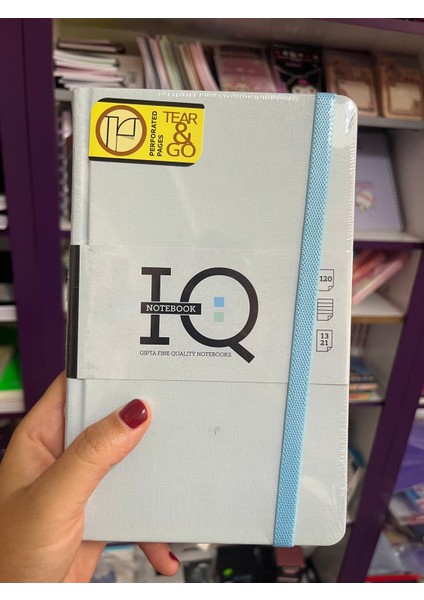 TEAR
&
GO
PERFORATED
PAGES
IQ
NOTEBOOK
GIPTA FINE QUALITY NOTEBOOKS
120
13
21